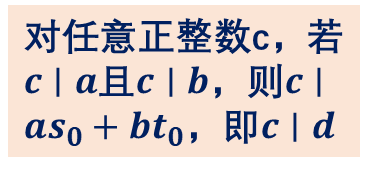 对任意正整数c，若
c | a且c | b，则c |
as₀ + bt₀，即c | d